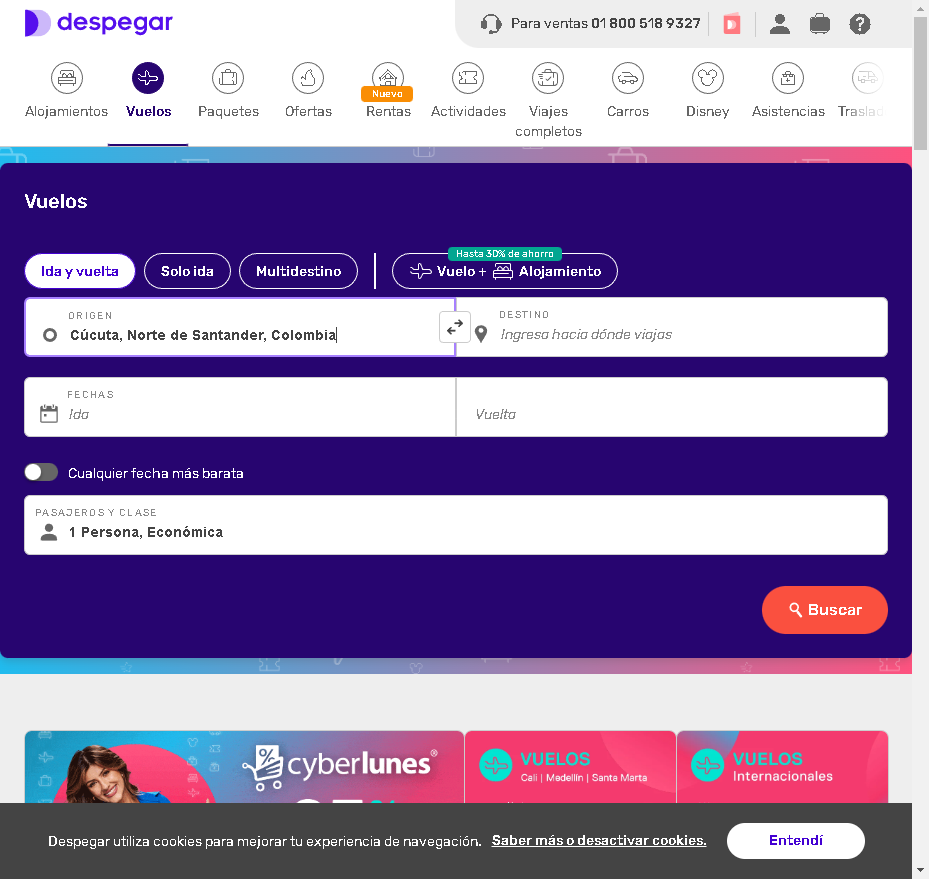 despegar
Para ventas 01 800 518 9327
Alojamientos
Vuelos
Paquetes
Ofertas
Nuevo
Rentas
Actividades
Viajes
completos
Carros
Disney
Asistencias
Traslad
Vuelos
Ida y vuelta
Solo ida
Multidestino
Hasta 30% de ahorro
Vuelo + Alojamiento
ORIGEN
Cúcuta, Norte de Santander, Colombia
DESTINO
Ingresa hacia dónde viajas
FECHAS
Ida
Vuelta
Cualquier fecha más barata
PASAJEROS Y CLASE
1 Persona, Económica
Buscar
cyberlunes®
VUELOS
Cali | Medellín | Santa Marta
VUELOS
Internacionales
Despegar utiliza cookies para mejorar tu experiencia de navegación. Saber más o desactivar cookies.
Entendí